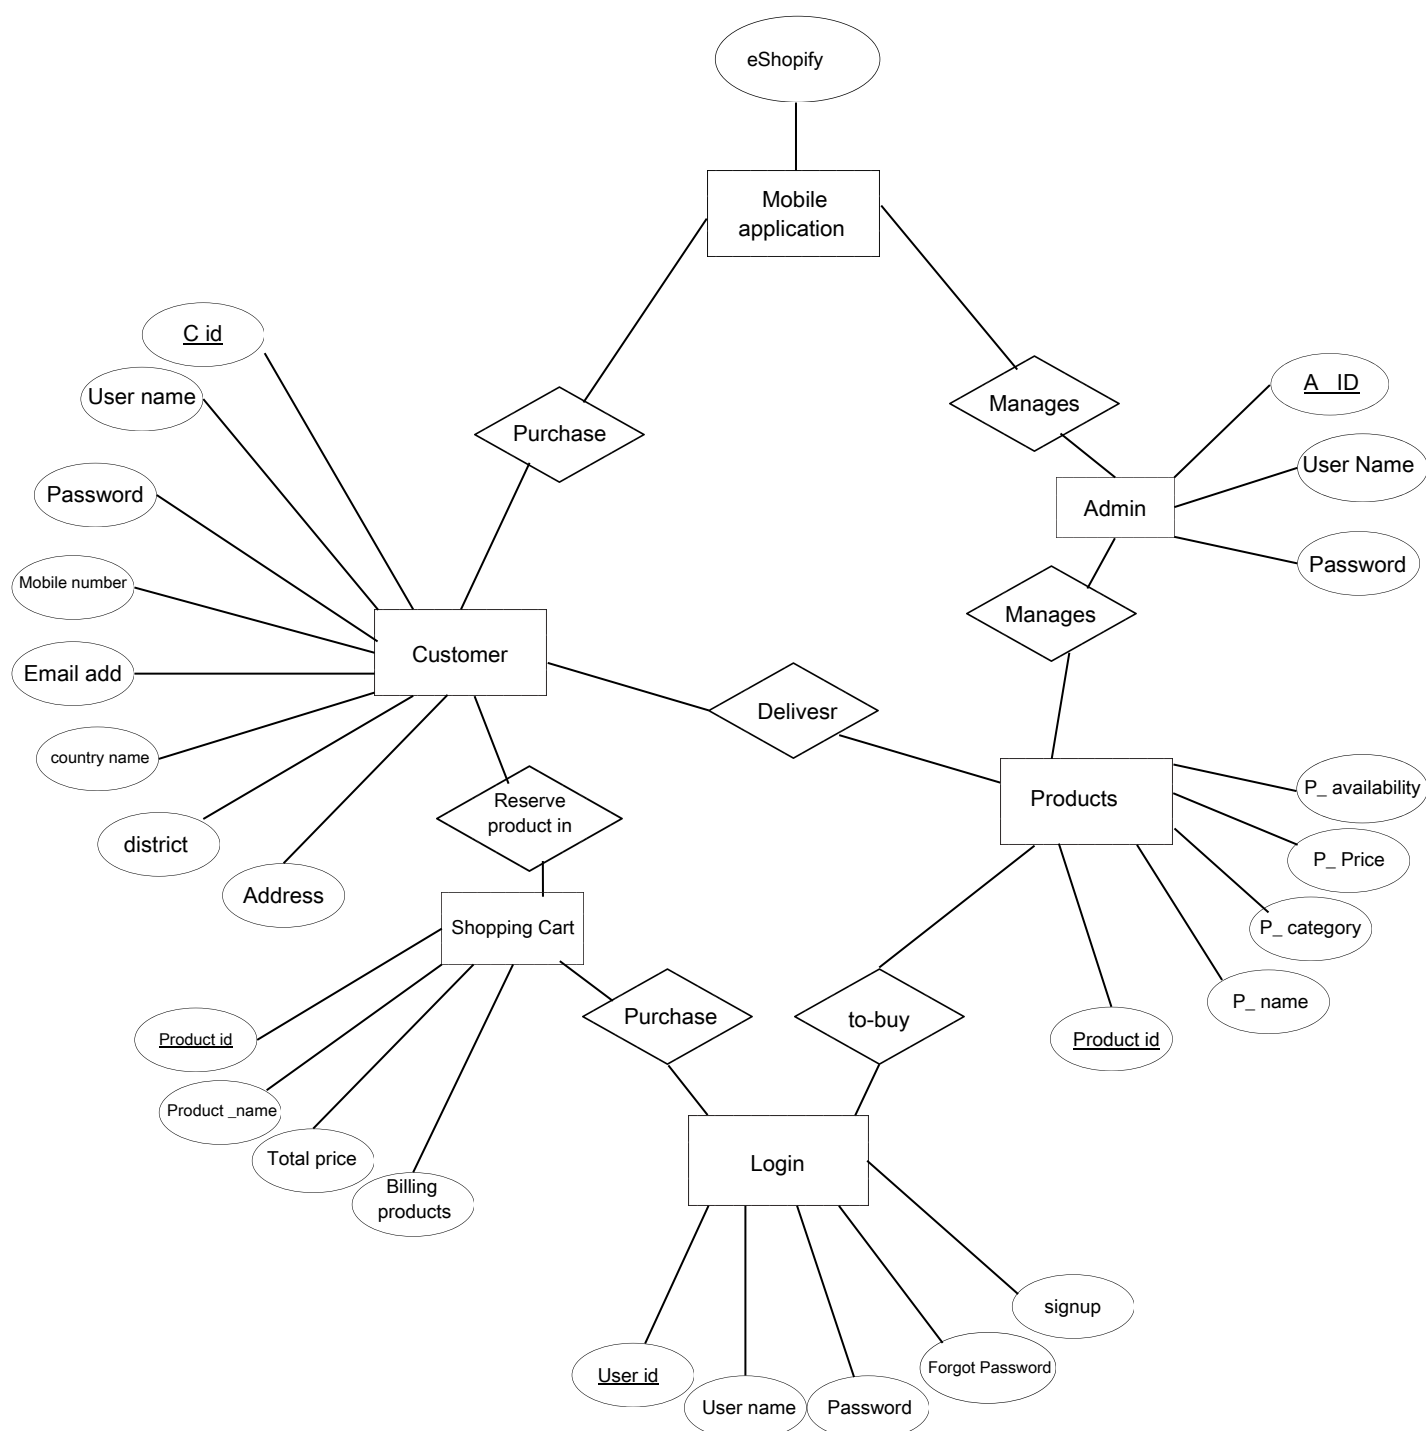 eShopify
Mobile
application
C id
User name
Password
Mobile number
Email add
country name
district
Address
Purchase
Manages
A_ ID
User Name
Password
Admin
Manages
Customer
Delivesr
Products
P_ availability
P_ Price
P_ category
P_ name
Product id
Reserve
product in
Shopping Cart
Product id
Product _name
Total price
Billing
products
Purchase
to-buy
Login
User id
User name
Password
Forgot Password
signup